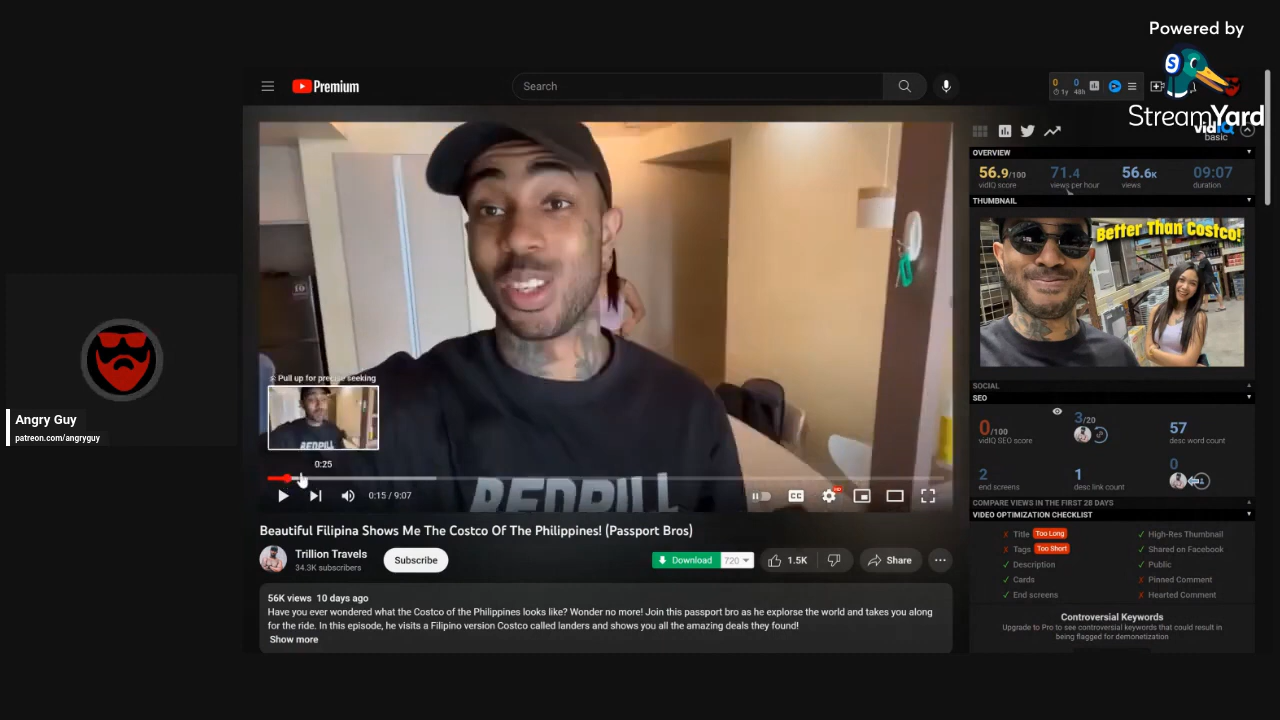 Powered by
StreamYard
Premium
Search
0
0
1y
48h
vidIQ
basic
OVERVIEW
56.9/100
71.4
56.6K
09:07
vidIQ score
views per hour
views
duration
THUMBNAIL
Better Than Costco!
SOCIAL
SEO
0/100
3/20
57
vidIQ SEO score
desc word count
2
1
0
end screens
desc link count
COMPARE VIEWS IN THE FIRST 28 DAYS
VIDEO OPTIMIZATION CHECKLIST
Title Too Long
High-Res Thumbnail
Tags Too Short
Shared on Facebook
Description
Public
Cards
Pinned Comment
End screens
Hearted Comment
Controversial Keywords
Upgrade to Pro to see controversial keywords that could result in
being flagged for demonetization
Angry Guy
patreon.com/angryguy
Pull up for precise seeking
REDPILL
0:25
0:15 / 9:07
CC
HD
REDPILL
Beautiful Filipina Shows Me The Costco Of The Philippines! (Passport Bros)
Trillion Travels
34.3K subscribers
Subscribe
Download 720
1.5K
Share
56K views 10 days ago
Have you ever wondered what the Costco of the Philippines looks like? Wonder no more! Join this passport bro as he explorse the world and takes you along
for the ride. In this episode, he visits a Filipino version Costco called landers and shows you all the amazing deals they found!
Show more